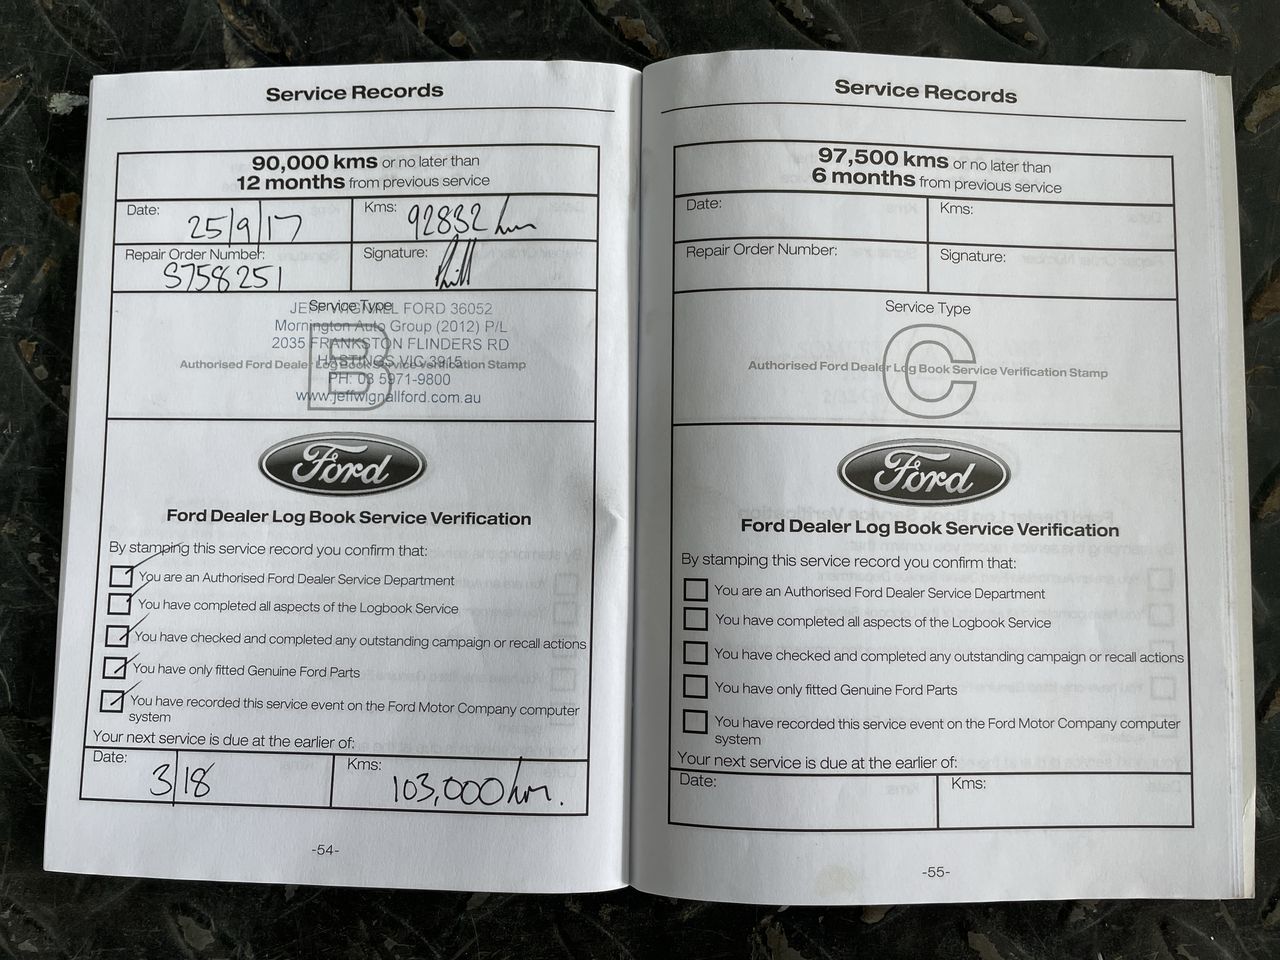 Service Records
90,000 kms or no later than
12 months from previous service
Date: 25/9/17
Kms: 92832 km
Repair Order Number: S758251
Signature:
Service Type
B
JEFF WIGNALL FORD 36052
Mornington Auto Group (2012) P/L
2035 FRANKSTON FLINDERS RD
HASTINGS VIC 3915
Authorised Ford Dealer Log Book Service Verification Stamp
PH: 03 5971-9800
www.jeffwignallford.com.au
Ford
Ford Dealer Log Book Service Verification
By stamping this service record you confirm that:
You are an Authorised Ford Dealer Service Department
You have completed all aspects of the Logbook Service
You have checked and completed any outstanding campaign or recall actions
You have only fitted Genuine Ford Parts
You have recorded this service event on the Ford Motor Company computer
system
Your next service is due at the earlier of:
Date: 3/18
Kms: 103,000 km.
-54-
Service Records
97,500 kms or no later than
6 months from previous service
Date:
Kms:
Repair Order Number:
Signature:
Service Type
C
Authorised Ford Dealer Log Book Service Verification Stamp
Ford
Ford Dealer Log Book Service Verification
By stamping this service record you confirm that:
You are an Authorised Ford Dealer Service Department
You have completed all aspects of the Logbook Service
You have checked and completed any outstanding campaign or recall actions
You have only fitted Genuine Ford Parts
You have recorded this service event on the Ford Motor Company computer
system
Your next service is due at the earlier of:
Date:
Kms:
-55-